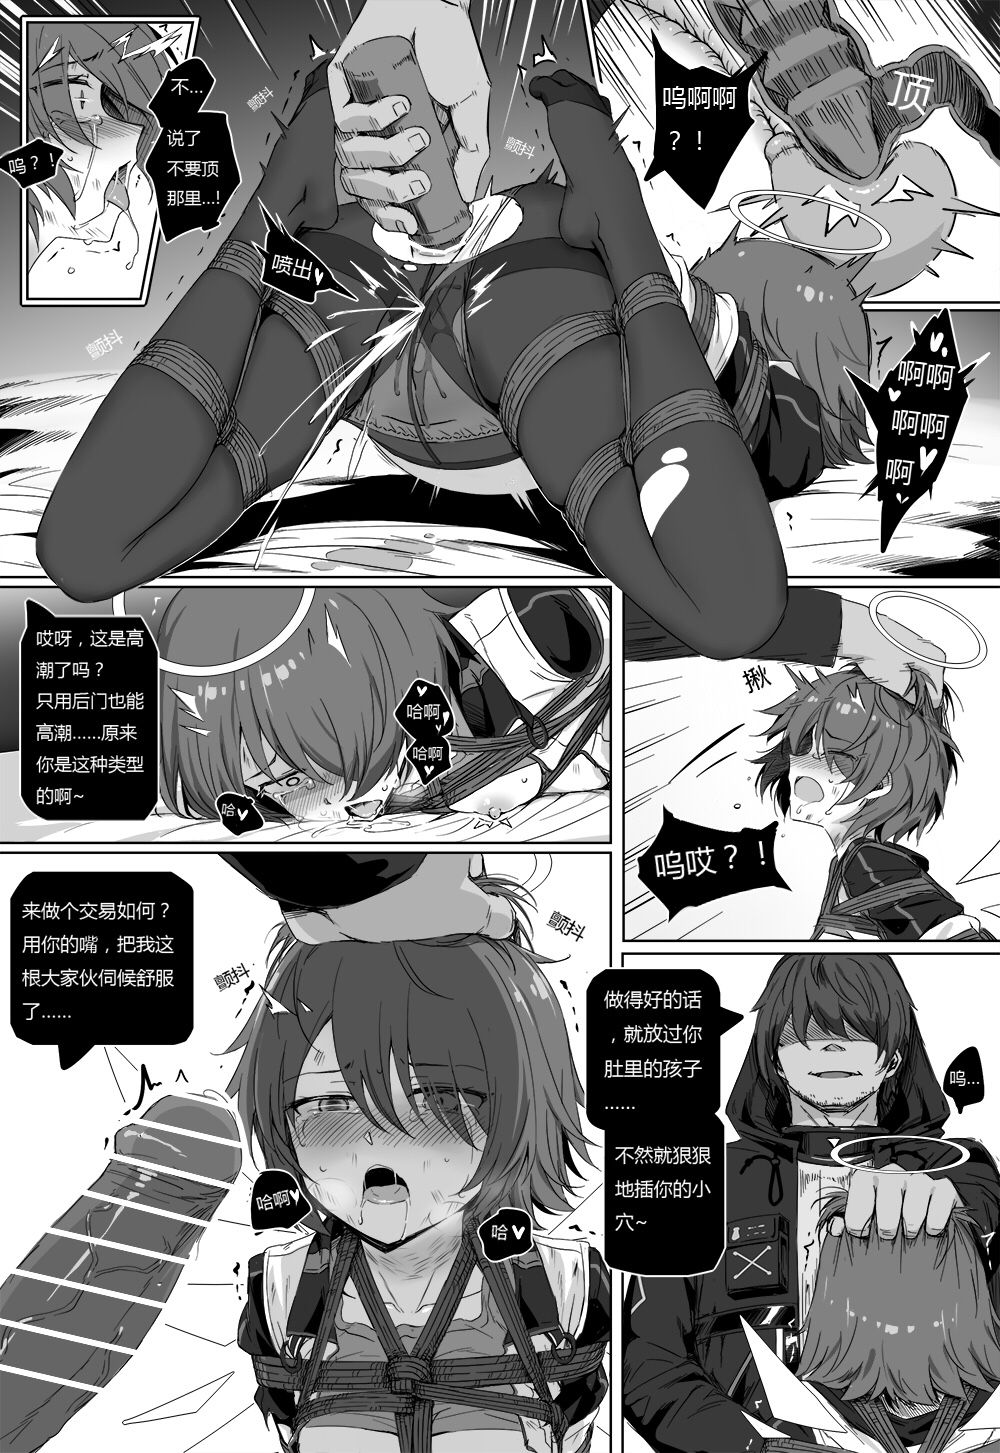 不…
说了
不要顶
那里…!
呜？！
颤抖
颤抖
喷出
呜啊啊
？！
顶
啊啊
啊啊
啊
颤抖
哎呀，这是高
潮了吗？
只用后门也能
高潮……原来
你是这种类型
的啊~
哈啊
哈啊
哈
揪
呜哎？！
来做个交易如何？
用你的嘴，把我这
根大家伙伺候舒服
了……
颤抖
颤抖
哈啊
哈
做得好的话
，就放过你
肚里的孩子
……
不然就狠狠
地插你的小
穴~
呜…